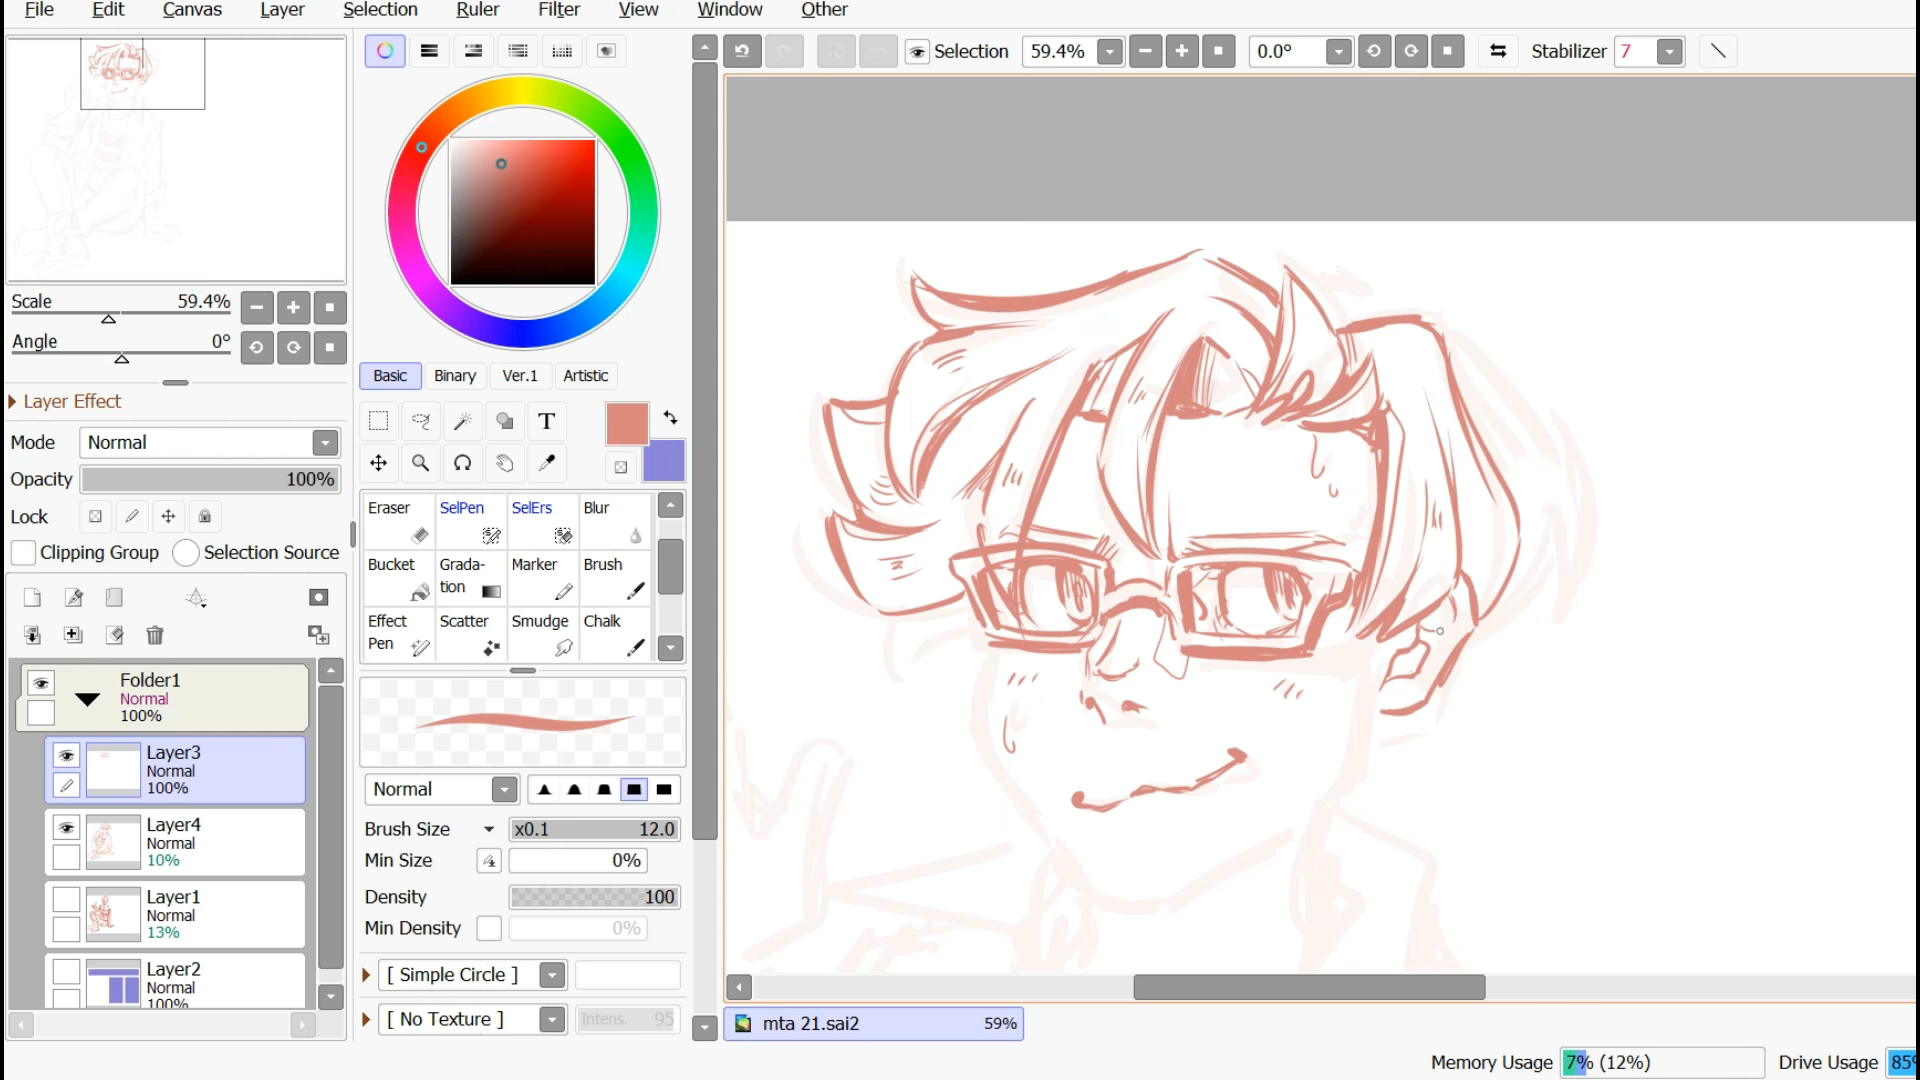 File Edit Canvas Layer Selection Ruler Filter View Window Other
Selection 59.4% 0.0° Stabilizer 7
Scale 59.4%
Angle 0°
Layer Effect
Mode Normal
Opacity 100%
Lock
Clipping Group Selection Source
Folder1
Normal
100%
Layer3
Normal
100%
Layer4
Normal
10%
Layer1
Normal
13%
Layer2
Normal
100%
Basic Binary Ver.1 Artistic
T
Eraser SelPen SelErs Blur
Bucket Grada-
tion Marker Brush
Effect
Pen Scatter Smudge Chalk
Normal
Brush Size x0.1 12.0
Min Size 0%
Density 100
Min Density 0%
[ Simple Circle ]
[ No Texture ] Intens. 95
mta 21.sai2 59%
Memory Usage 7% (12%) Drive Usage 85%